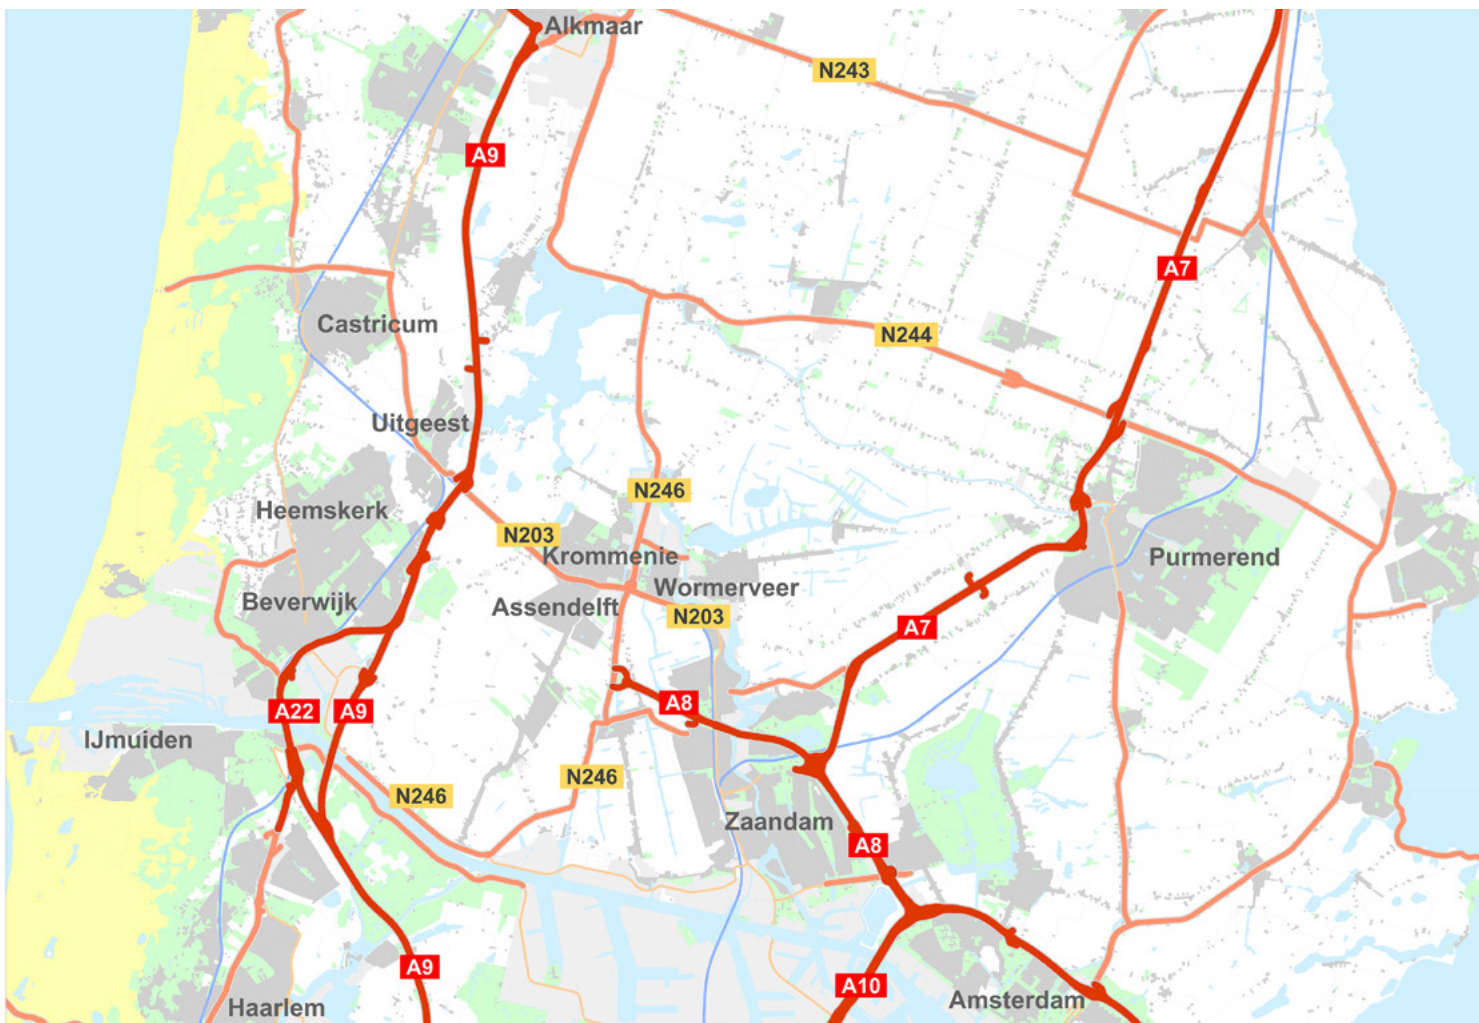 Alkmaar
N243
A9
A7
Castricum
N244
Uitgeest
N246
Heemskerk
N203
Krommenie
Purmerend
Wormerveer
Beverwijk
Assendelft
N203
A7
A8
A22
A9
IJmuiden
N246
N246
Zaandam
A8
A9
A10
Amsterdam
Haarlem